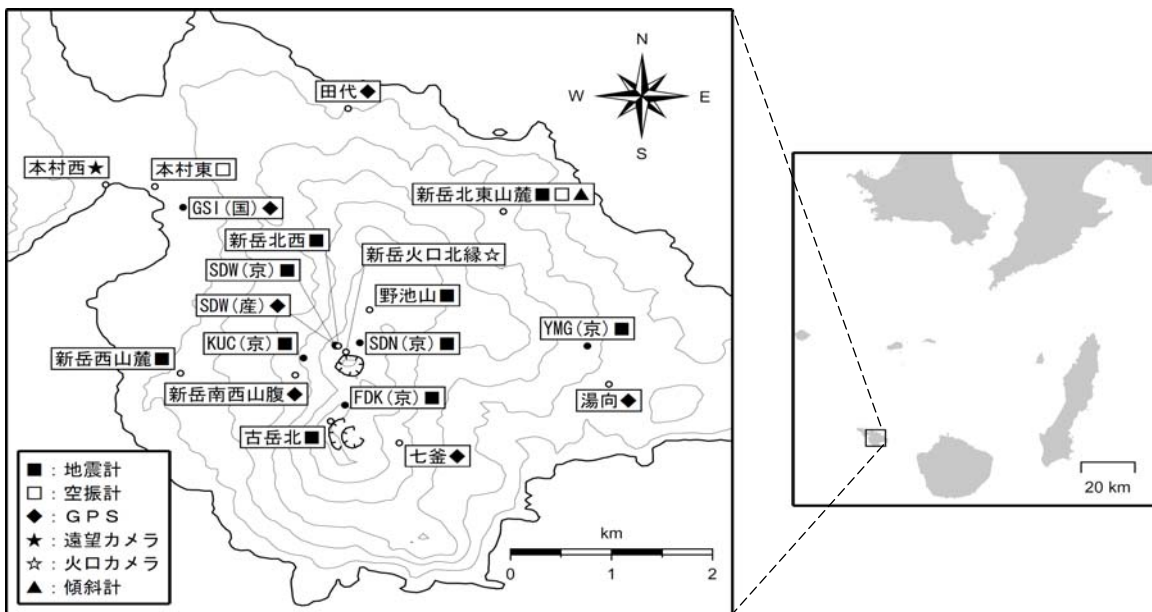 N
W E
S
田代◆
本村西★
本村東□
GSI(国)◆
新岳北東山麓■□▲
新岳北西■
新岳火口北縁☆
SDW(京)■
SDW(産)◆
野池山■
KUC(京)■
SDN(京)■
YMG(京)■
新岳西山麓■
新岳南西山腹◆
FDK(京)■
湯向◆
古岳北■
七釜◆
■:地震計
□:空振計
◆:GPS
★:遠望カメラ
☆:火口カメラ
▲:傾斜計
km
0 1 2
20 km